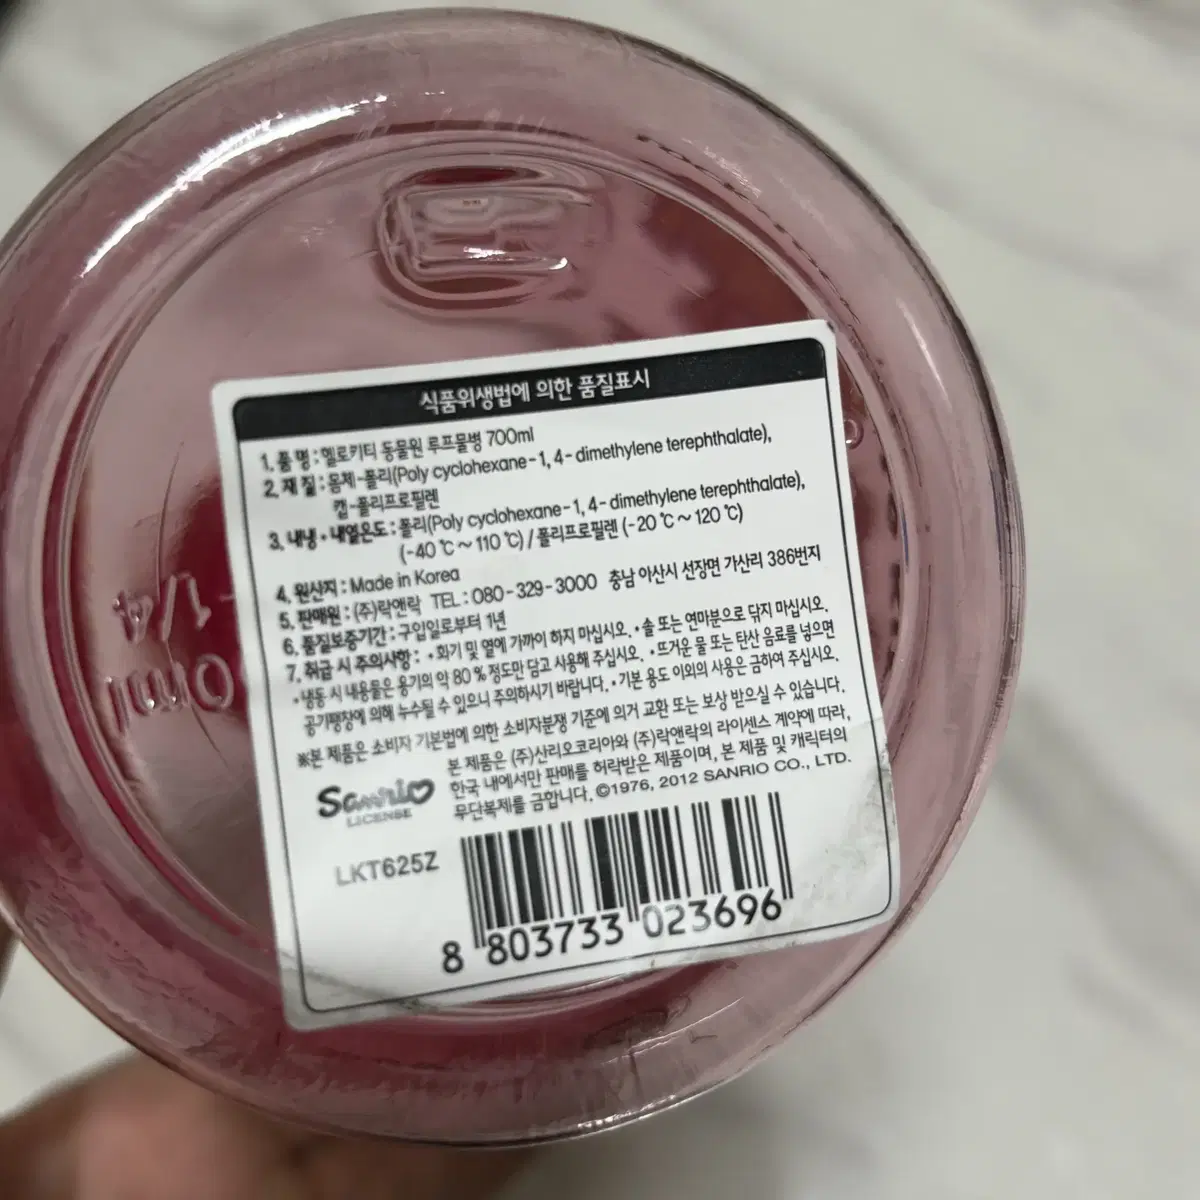 식품위생법에 의한 품질표시
1. 품 명 : 헬로키티 동물원 루프물병 700ml
2. 재 질 : 몸체-폴리(Poly cyclohexane-1, 4-dimethylene terephthalate),
캡-폴리프로필렌
3. 내냉·내열온도 : 폴리(Poly cyclohexane-1, 4-dimethylene terephthalate),
(-40℃~110℃) / 폴리프로필렌 (-20℃~120℃)
4. 원산지 : Made in Korea
5. 판매원 : (주)락앤락 TEL : 080-329-3000 충남 아산시 선장면 가산리 386번지
6. 품질보증기간 : 구입일로부터 1년
7. 취급 시 주의사항 : •화기 및 열에 가까이 하지 마십시오. •솔 또는 연마분으로 닦지 마십시오.
•냉동 시 내용물은 용기의 약 80%정도만 담고 사용해 주십시오. •뜨거운 물 또는 탄산 음료를 넣으면
공기팽창에 의해 누수될 수 있으니 주의하시기 바랍니다. •기본 용도 이외의 사용은 금하여 주십시오.
※본 제품은 소비자 기본법에 의한 소비자분쟁 기준에 의거 교환 또는 보상 받으실 수 있습니다.
본 제품은 (주)산리오코리아와 (주)락앤락의 라이센스 계약에 따라,
한국 내에서만 판매를 허락받은 제품이며, 본 제품 및 캐릭터의
무단복제를 금합니다. ©1976, 2012 SANRIO CO., LTD.
Sanrio
LICENSE
LKT625Z
8 803733 023696